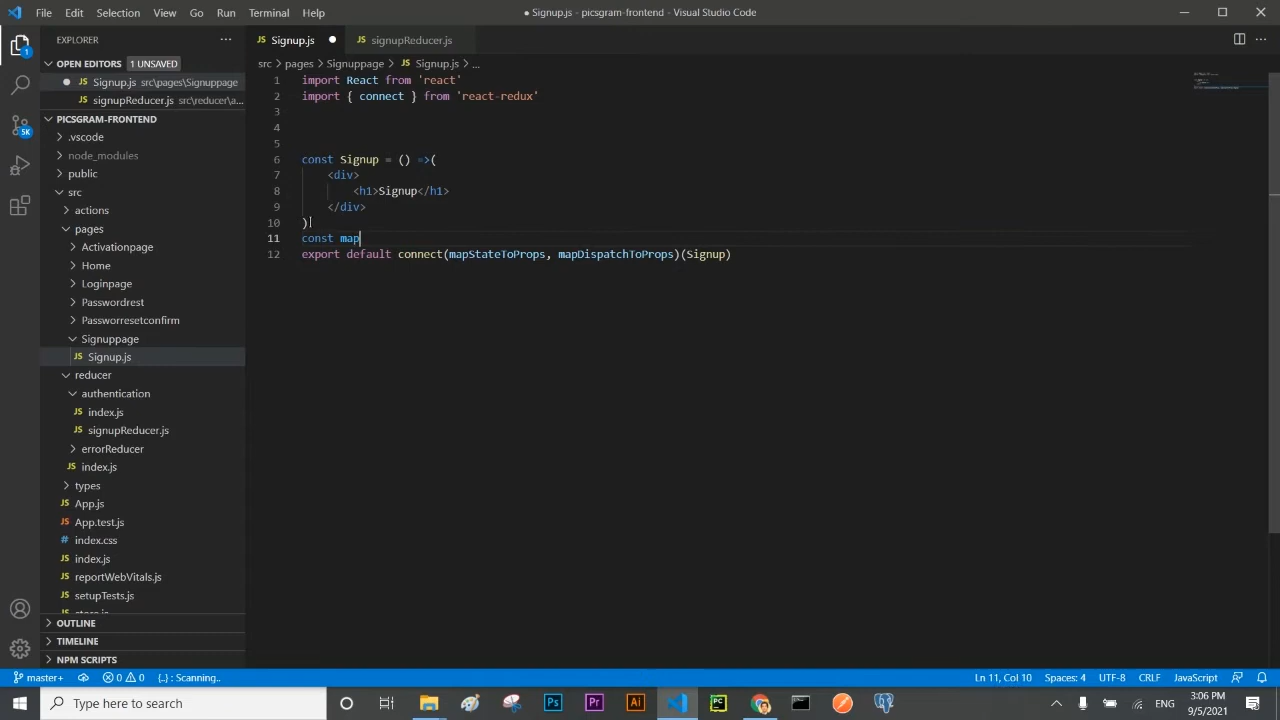 File Edit Selection View Go Run Terminal Help
● Signup.js - picsgram-frontend - Visual Studio Code
EXPLORER
Signup.js
signupReducer.js
OPEN EDITORS 1 UNSAVED
src > pages > Signuppage > Signup.js > ...
Signup.js src\pages\Signuppage
signupReducer.js src\reducer\a...
PICSGRAM-FRONTEND
.vscode
node_modules
public
src
actions
pages
Activationpage
Home
Loginpage
Passwordrest
Passworresetconfirm
Signuppage
Signup.js
reducer
authentication
index.js
signupReducer.js
errorReducer
index.js
types
App.js
App.test.js
index.css
index.js
reportWebVitals.js
setupTests.js
OUTLINE
TIMELINE
NPM SCRIPTS
1 import React from 'react'
2 import { connect } from 'react-redux'
3
4
5
6 const Signup = () =>(
7 <div>
8 <h1>Signup</h1>
9 </div>
10 )
11 const map
12 export default connect(mapStateToProps, mapDispatchToProps)(Signup)
1
5K
master+ 0 0 {..} : Scanning..
Ln 11, Col 10 Spaces: 4 UTF-8 CRLF JavaScript
Type here to search
Ps Pr Ai PC
ENG
3:06 PM
9/5/2021